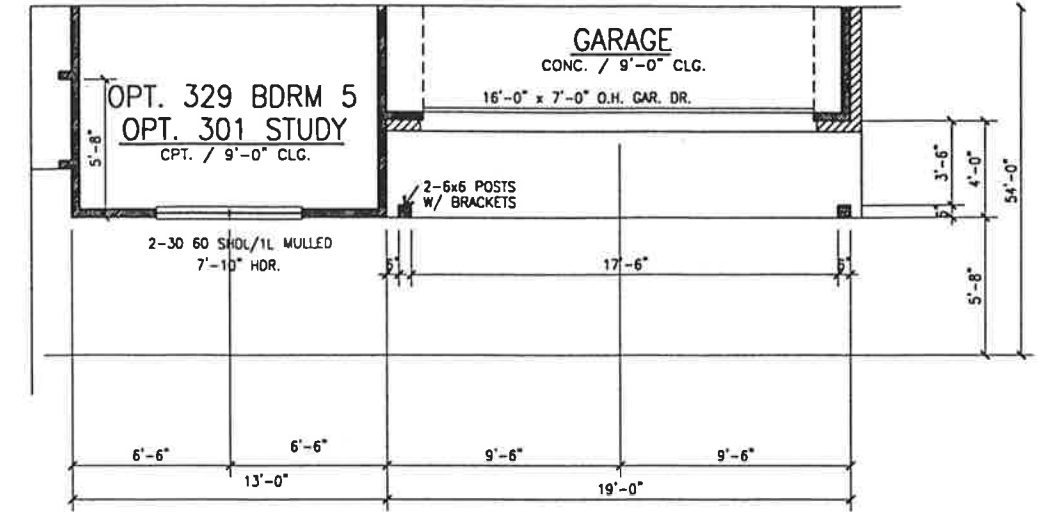 GARAGE
CONC. / 9'-0" CLG.
16'-0" x 7'-0" O.H. GAR. DR.
OPT. 329 BDRM 5
OPT. 301 STUDY
CPT. / 9'-0" CLG.
5'-8"
2-6x6 POSTS
W/ BRACKETS
3'-6"
4'-0"
54'-0"
6"
2-30 60 SHDL/1L MULLED
7'-10" HDR.
6"
17'-6"
6"
5'-8"
6'-6"
6'-6"
9'-6"
9'-6"
13'-0"
19'-0"